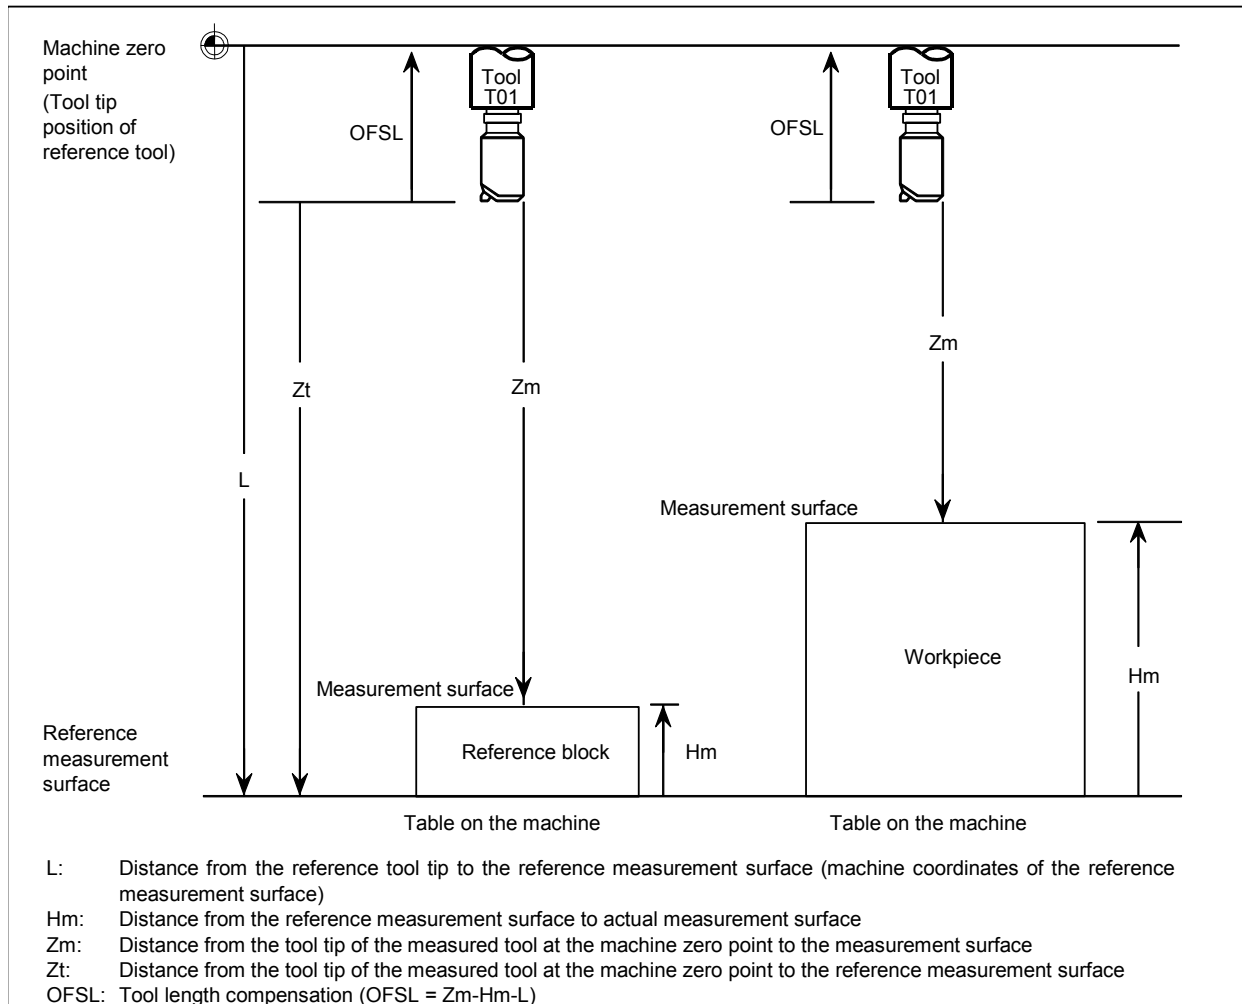 Machine zero
point
(Tool tip
position of
reference tool)
OFSL
Tool
T01
OFSL
Tool
T01
Zm
Zt
Zm
L
Measurement surface
Workpiece
Hm
Measurement surface
Reference
measurement
surface
Reference block
Hm
Table on the machine
Table on the machine
L: Distance from the reference tool tip to the reference measurement surface (machine coordinates of the reference
measurement surface)
Hm: Distance from the reference measurement surface to actual measurement surface
Zm: Distance from the tool tip of the measured tool at the machine zero point to the measurement surface
Zt: Distance from the tool tip of the measured tool at the machine zero point to the reference measurement surface
OFSL: Tool length compensation (OFSL = Zm-Hm-L)